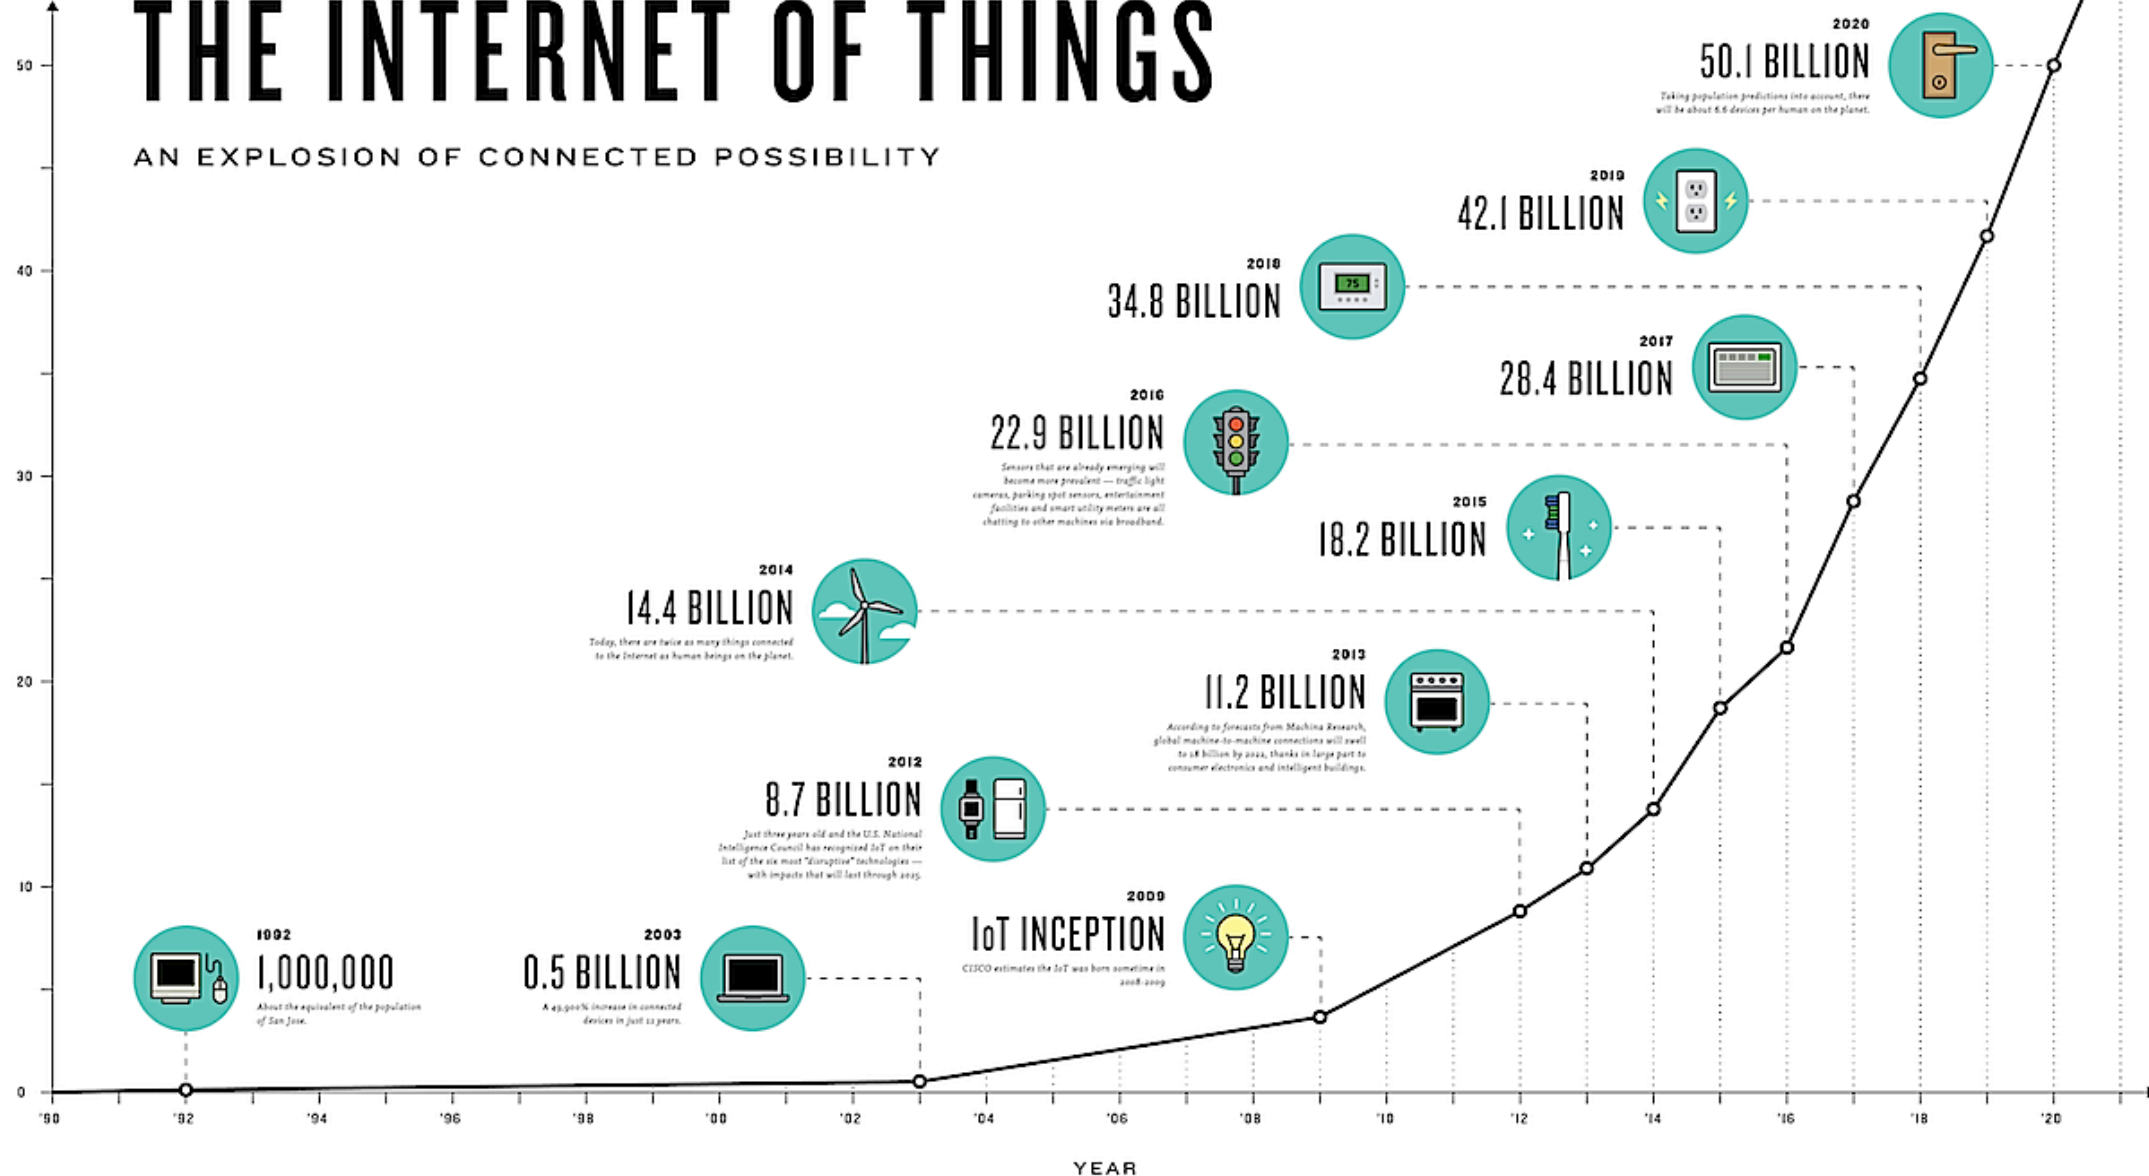 THE INTERNET OF THINGS
AN EXPLOSION OF CONNECTED POSSIBILITY
50
40
30
20
10
0
2020
50.1 BILLION
Taking population predictions into account, there
will be about 6.6 devices per human on the planet.
2019
42.1 BILLION
2018
34.8 BILLION
75
2017
28.4 BILLION
2016
22.9 BILLION
Sensors that are already emerging will
become more prevalent — traffic light
cameras, parking spot sensors, entertainment
facilities and smart utility meters are all
chatting to other machines via broadband.
2015
18.2 BILLION
2014
14.4 BILLION
Today, there are twice as many things connected
to the Internet as human beings on the planet.
2013
11.2 BILLION
According to forecasts from Machina Research,
global machine-to-machine connections will swell
to 18 billion by 2022, thanks in large part to
consumer electronics and intelligent buildings.
2012
8.7 BILLION
Just three years old and the U.S. National
Intelligence Council has recognized IoT on their
list of the six most "disruptive" technologies —
with impacts that will last through 2025.
2009
IoT INCEPTION
CISCO estimates the IoT was born sometime in
2008-2009
2003
0.5 BILLION
A 49,900% increase in connected
devices in just 11 years.
1992
1,000,000
About the equivalent of the population
of San Jose.
'90 '92 '94 '96 '98 '00 '02 '04 '06 '08 '10 '12 '14 '16 '18 '20
YEAR